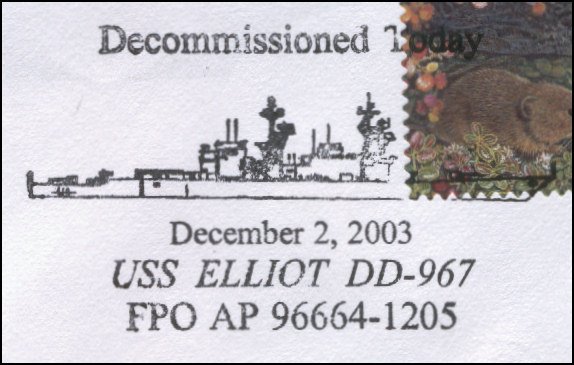 Decommissioned Today
December 2, 2003
USS ELLIOT DD-967
FPO AP 96664-1205